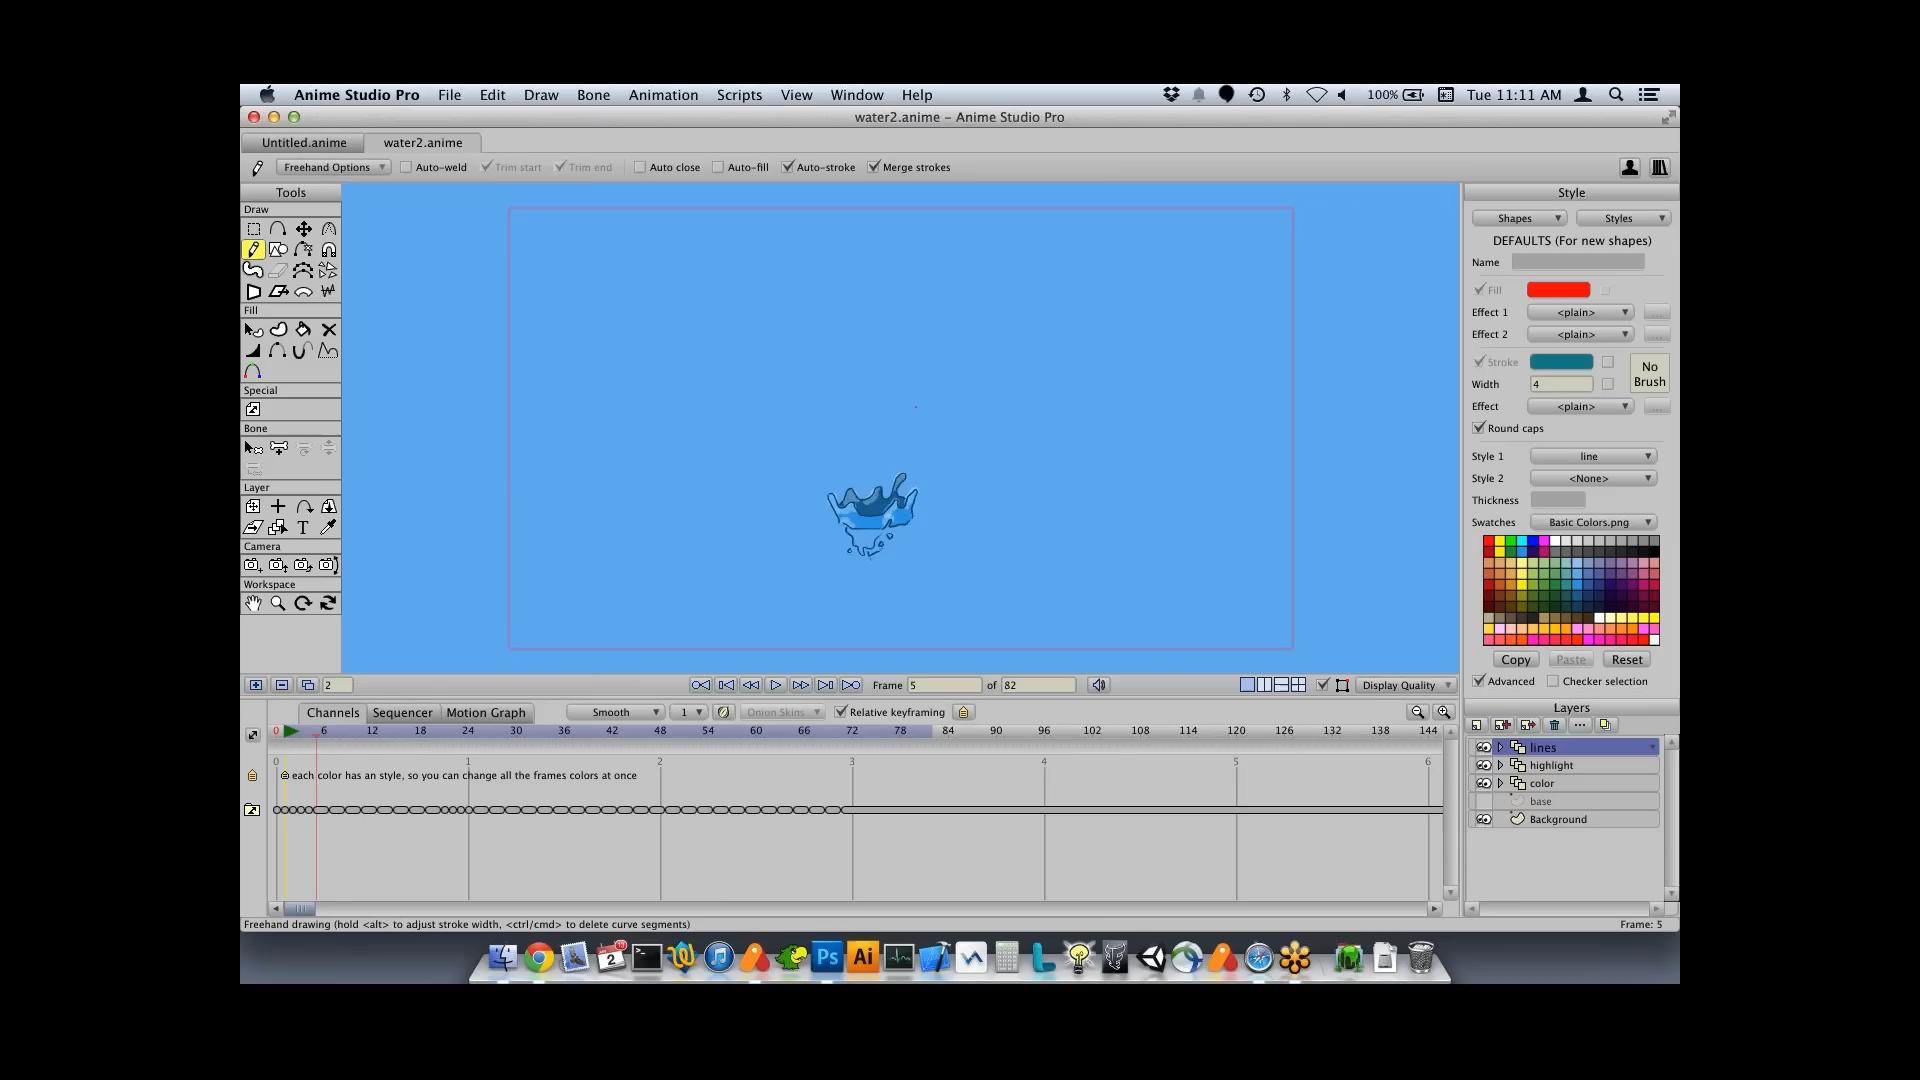 Anime Studio Pro File Edit Draw Bone Animation Scripts View Window Help 100% Tue 11:11 AM
water2.anime – Anime Studio Pro
Untitled.anime water2.anime
Freehand Options Auto-weld Trim start Trim end Auto close Auto-fill Auto-stroke Merge strokes
Tools
Draw
Fill
Special
Bone
Layer
T
Camera
Workspace
Style
Shapes Styles
DEFAULTS (For new shapes)
Name
Fill
Effect 1 <plain> ...
Effect 2 <plain> ...
Stroke
No Brush
Width 4
Effect <plain> ...
Round caps
Style 1 line
Style 2 <None>
Thickness
Swatches Basic Colors.png
Copy Paste Reset
Advanced Checker selection
2 Frame 5 of 82 Display Quality
Channels Sequencer Motion Graph Smooth 1 Onion Skins Relative keyframing
0 6 12 18 24 30 36 42 48 54 60 66 72 78 84 90 96 102 108 114 120 126 132 138 144
0 1 2 3 4 5 6
each color has an style, so you can change all the frames colors at once
Layers
lines
highlight
color
base
Background
Freehand drawing (hold <alt> to adjust stroke width, <ctrl/cmd> to delete curve segments) Frame: 5
2 Ps Ai